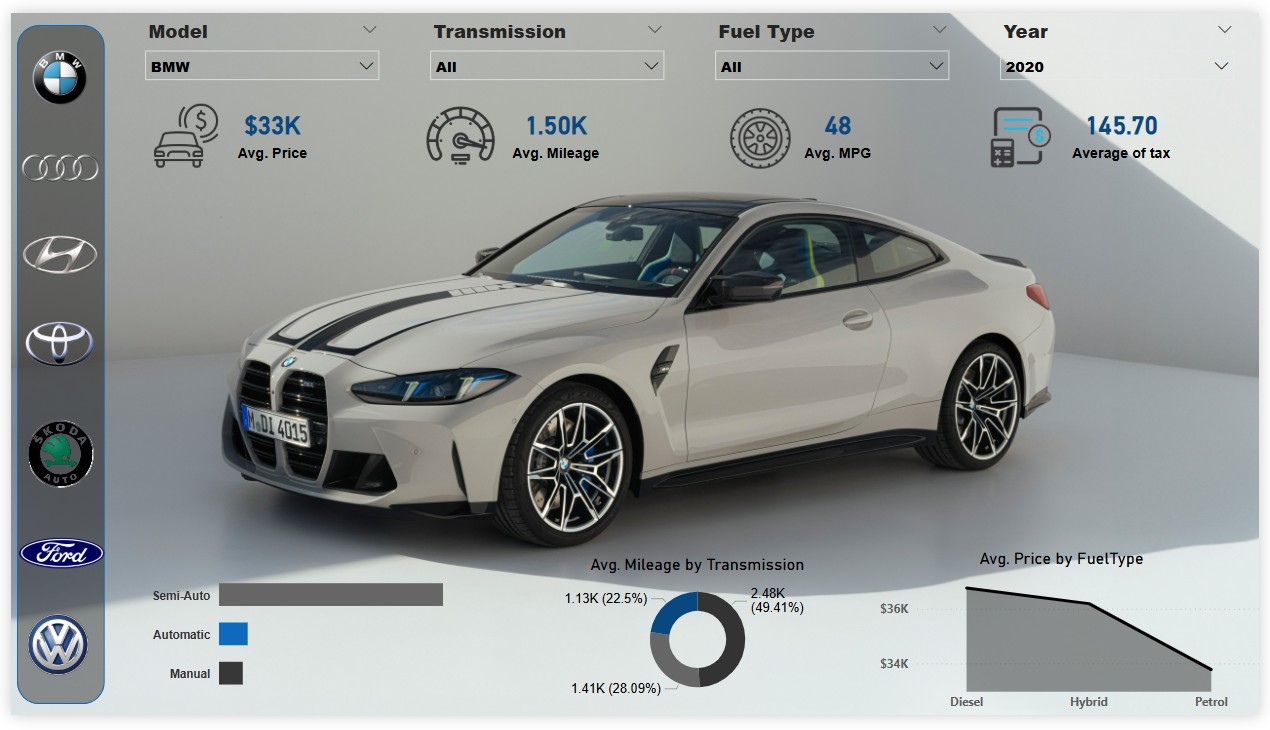 Model
Transmission
Fuel Type
Year
BMW
All
All
2020
$33K
Avg. Price
1.50K
Avg. Mileage
48
Avg. MPG
145.70
Average of tax
BMW
ŠKODA
AUTO
Ford
M DI 4015
Semi-Auto
Automatic
Manual
Avg. Mileage by Transmission
1.13K (22.5%)
2.48K
(49.41%)
1.41K (28.09%)
Avg. Price by FuelType
$36K
$34K
Diesel
Hybrid
Petrol